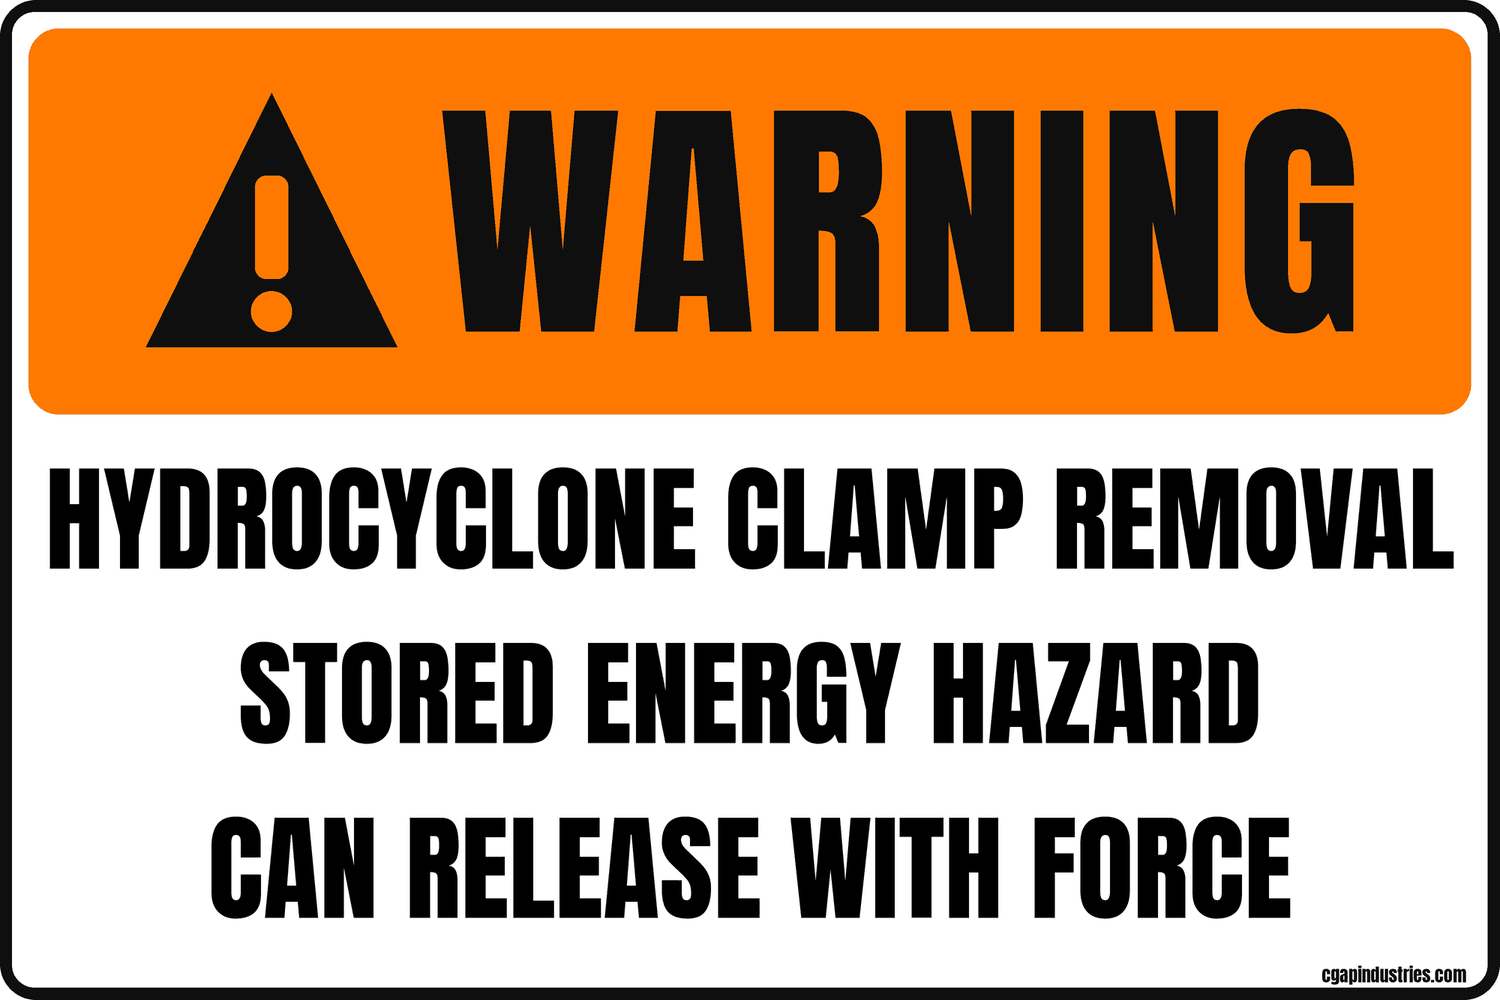 WARNING
HYDROCYCLONE CLAMP REMOVAL
STORED ENERGY HAZARD
CAN RELEASE WITH FORCE
cgapindustries.com